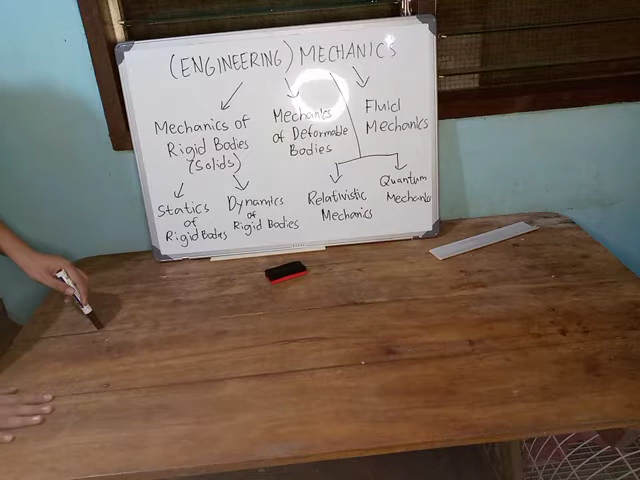 (ENGINEERING) MECHANICS
Mechanics of
Rigid Bodies
(Solids)
Mechanics
of Deformable
Bodies
Fluid
Mechanics
Statics
of
Rigid Bodies
Dynamics
of
Rigid Bodies
Relativistic
Mechanics
Quantum
Mechanics